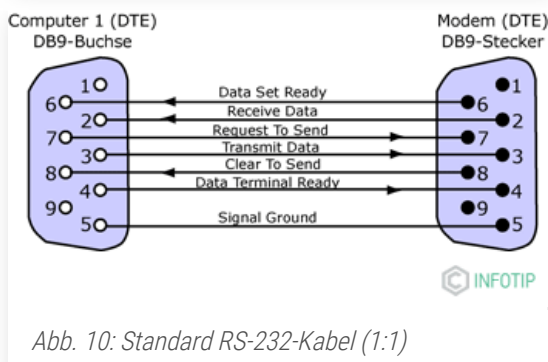 Computer 1 (DTE)
DB9-Buchse
Modem (DTE)
DB9-Stecker
1
6
2
7
3
8
4
9
5
Data Set Ready
Receive Data
Request To Send
Transmit Data
Clear To Send
Data Terminal Ready
Signal Ground
1
6
2
7
3
8
4
9
5
C INFOTIP
Abb. 10: Standard RS-232-Kabel (1:1)